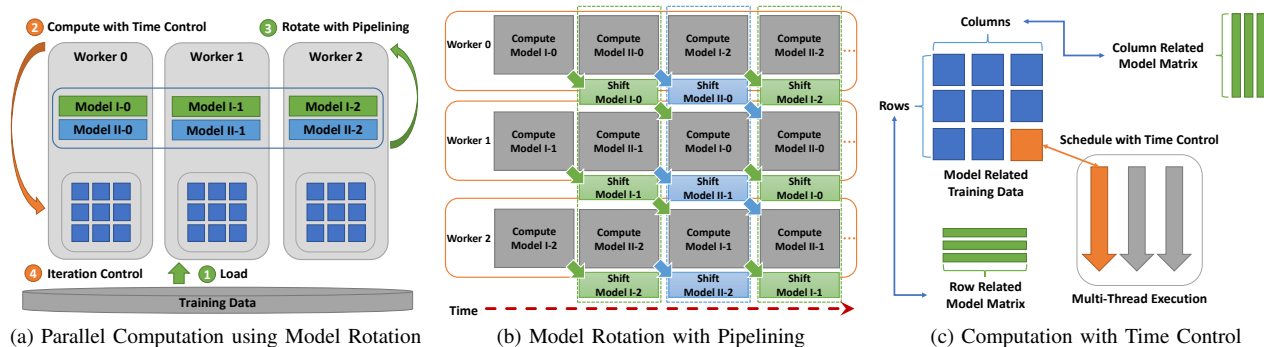 2 Compute with Time Control
3 Rotate with Pipelining
Worker 0
Worker 1
Worker 2
Model I-0
Model I-1
Model I-2
Model II-0
Model II-1
Model II-2
4 Iteration Control
1 Load
Training Data
(a) Parallel Computation using Model Rotation
Worker 0
Compute
Model I-0
Compute
Model II-0
Compute
Model I-2
Compute
Model II-2
....
Shift
Model I-0
Shift
Model II-0
Shift
Model I-2
Worker 1
Compute
Model I-1
Compute
Model II-1
Compute
Model I-0
Compute
Model II-0
....
Shift
Model I-1
Shift
Model II-1
Shift
Model I-0
Worker 2
Compute
Model I-2
Compute
Model II-2
Compute
Model I-1
Compute
Model II-1
....
Shift
Model I-2
Shift
Model II-2
Shift
Model I-1
Time
(b) Model Rotation with Pipelining
Columns
Column Related
Model Matrix
Rows
Schedule with Time Control
Model Related
Training Data
Row Related
Model Matrix
Multi-Thread Execution
(c) Computation with Time Control